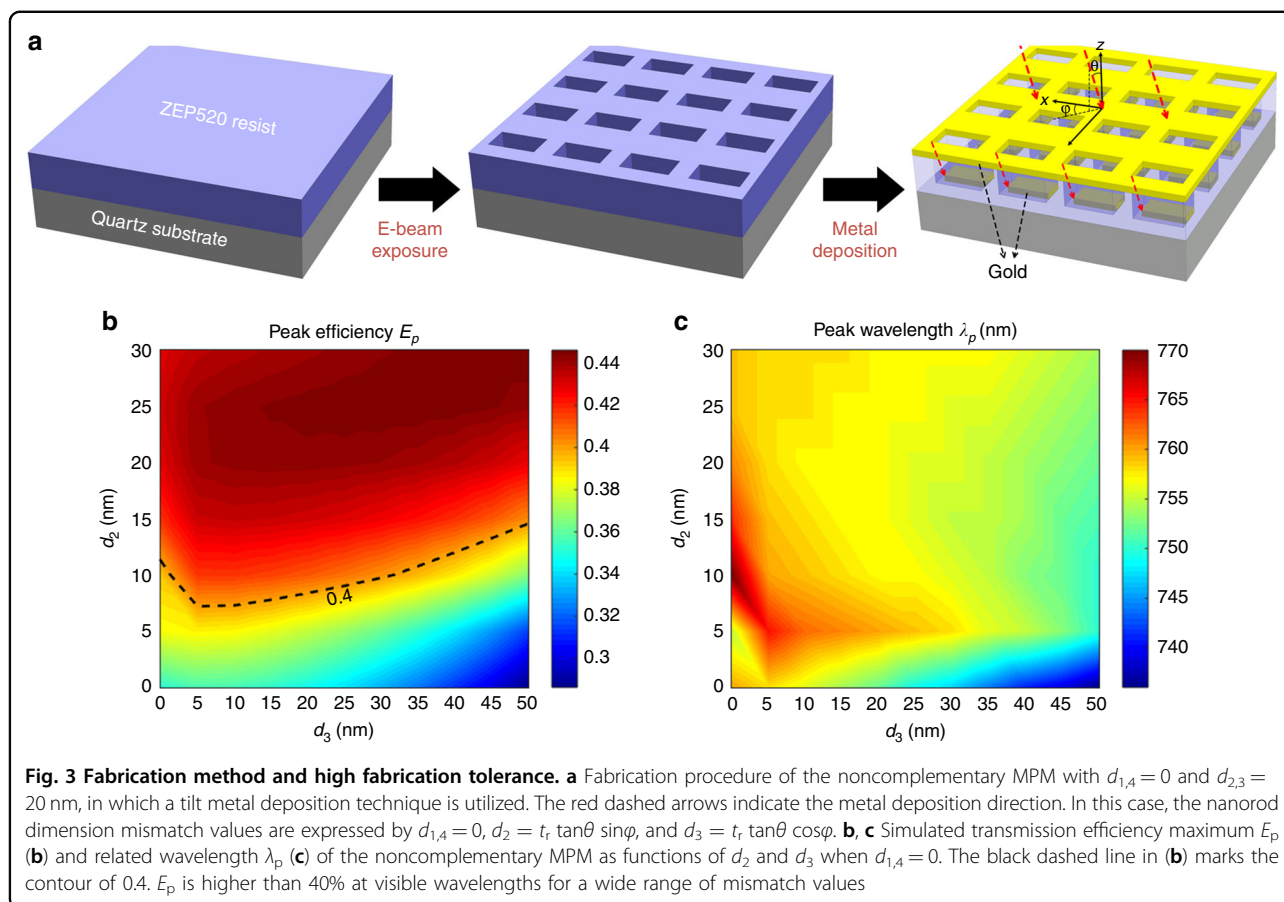 a
ZEP520 resist
Quartz substrate
E-beam
exposure
Metal
deposition
z
θ
x
φ
Gold
b
Peak efficiency Eₚ
30
25
20
15
10
5
0
d₂ (nm)
0 5 10 15 20 25 30 35 40 45 50
d₃ (nm)
0.4
0.44
0.42
0.4
0.38
0.36
0.34
0.32
0.3
c
Peak wavelength λₚ (nm)
30
25
20
15
10
5
0
d₂ (nm)
0 5 10 15 20 25 30 35 40 45 50
d₃ (nm)
770
765
760
755
750
745
740
Fig. 3 Fabrication method and high fabrication tolerance. a Fabrication procedure of the noncomplementary MPM with d₁,₄ = 0 and d₂,₃ =
20 nm, in which a tilt metal deposition technique is utilized. The red dashed arrows indicate the metal deposition direction. In this case, the nanorod
dimension mismatch values are expressed by d₁,₄ = 0, d₂ = tᵣ tanθ sinφ, and d₃ = tᵣ tanθ cosφ. b, c Simulated transmission efficiency maximum Eₚ
(b) and related wavelength λₚ (c) of the noncomplementary MPM as functions of d₂ and d₃ when d₁,₄ = 0. The black dashed line in (b) marks the
contour of 0.4. Eₚ is higher than 40% at visible wavelengths for a wide range of mismatch values